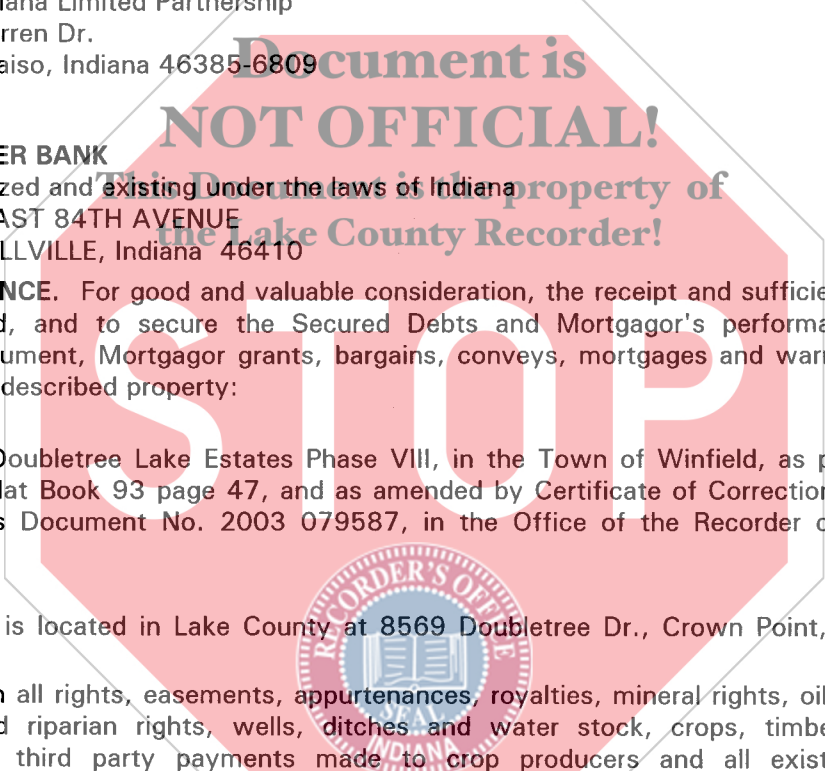 iana Limited Partnership
rren Dr.
aiso, Indiana 46385-6809
Document is
NOT OFFICIAL!
ER BANK
zed and existing under the laws of Indiana
This Document is the property of
AST 84TH AVENUE
the Lake County Recorder!
LLVILLE, Indiana 46410
NCE. For good and valuable consideration, the receipt and sufficie
d, and to secure the Secured Debts and Mortgagor's performa
ument, Mortgagor grants, bargains, conveys, mortgages and warr
described property:
STOP
Doubletree Lake Estates Phase VIII, in the Town of Winfield, as p
lat Book 93 page 47, and as amended by Certificate of Correction
s Document No. 2003 079587, in the Office of the Recorder o
RECORDER'S OFFICE
is located in Lake County at 8569 Doubletree Dr., Crown Point,
n all rights, easements, appurtenances, royalties, mineral rights, oil
d riparian rights, wells, ditches and water stock, crops, timbe
SEAL
INDIANA
third party payments made to crop producers and all exist